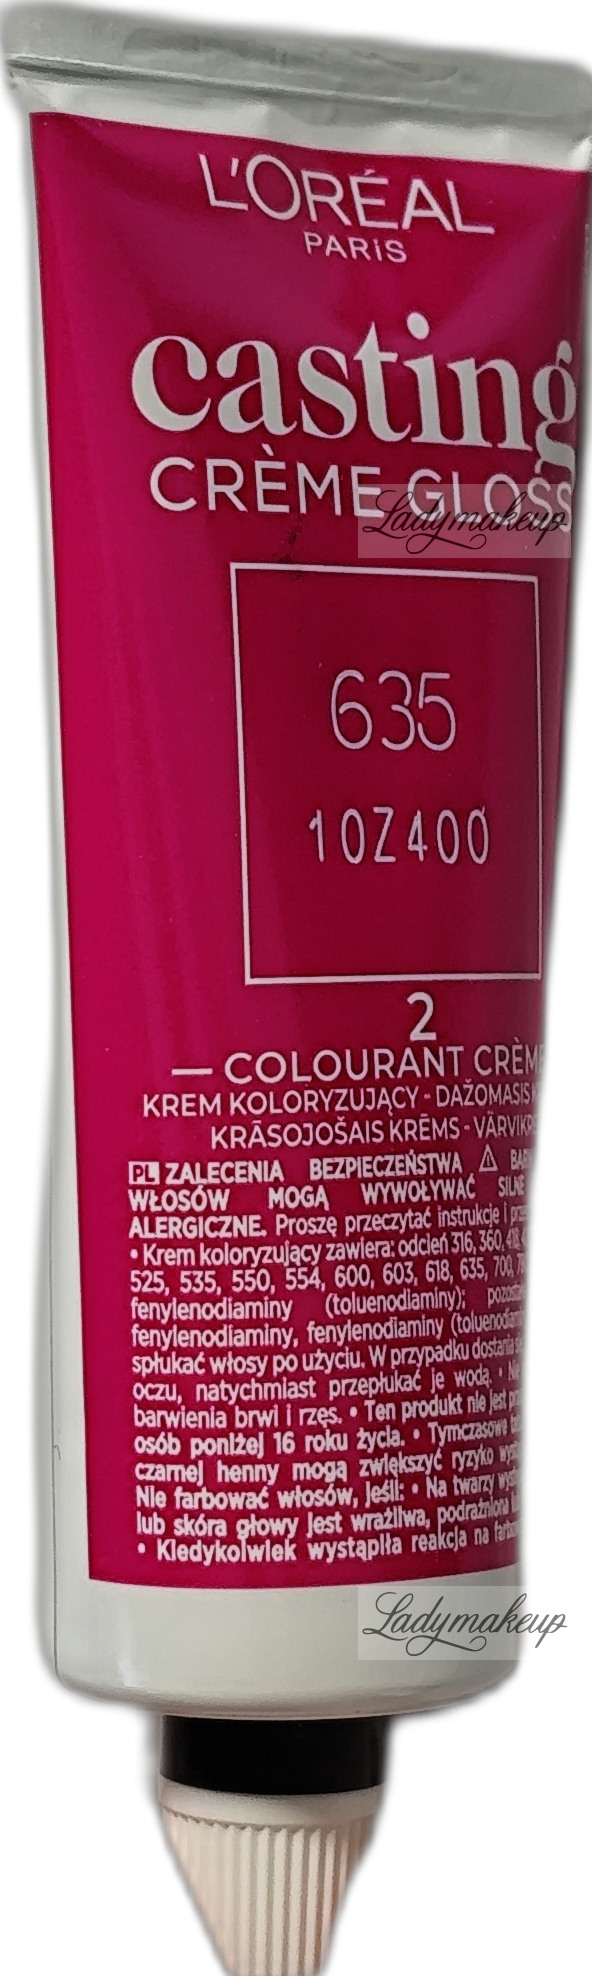 L'ORÉAL
PARIS
casting
CRÈME GLOSS
Ladymakeup
635
10Z400
2
— COLOURANT CRÈME
KREM KOLORYZUJĄCY - DAŽOMASIS
KRĀSOJOŠAIS KRĒMS -
PL ZALECENIA BEZPIECZEŃSTWA ⚠
WŁOSÓW MOGĄ WYWOŁYWAĆ SILNE
ALERGICZNE. Proszę przeczytać instrukcje i
• Krem koloryzujący zawiera: odcień 316, 360, 418,
525, 535, 550, 554, 600, 603, 618, 635, 700,
fenylenodiaminy (toluenodiaminy);
fenylenodiaminy, fenylenodiaminy
spłukać włosy po użyciu. W przypadku dostania się
oczu, natychmiast przepłukać je wodą. •
barwienia brwi i rzęs. • Ten produkt nie jest
osób poniżej 16 roku życia. • Tymczasowe
czarnej henny mogą zwiększyć ryzyko
Nie farbować włosów, jeśli: • Na twarzy
lub skóra głowy jest wrażliwa, podrażniona
• Kiedykolwiek wystąpiła reakcja na
Ladymakeup